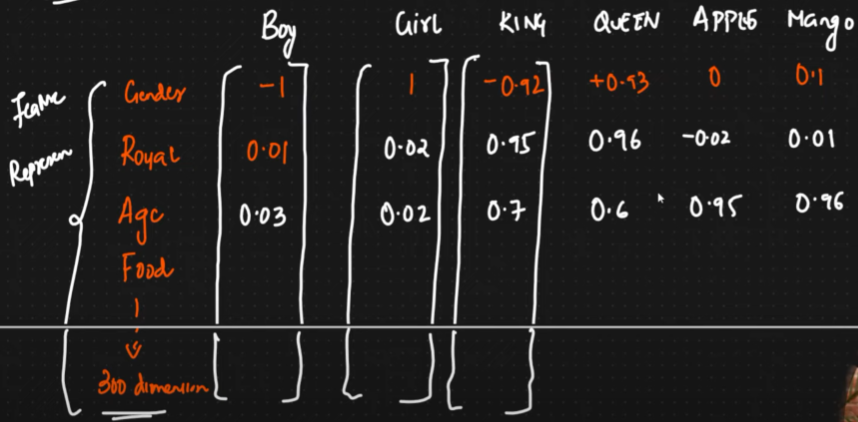 Boy Girl KING QUEEN APPLE Mango
Gender -1 1 -0.92 +0.93 0 0.1
Feature
Royal 0.01 0.02 0.95 0.96 -0.02 0.01
Represen
Age 0.03 0.02 0.7 0.6 0.95 0.96
Food
300 dimension